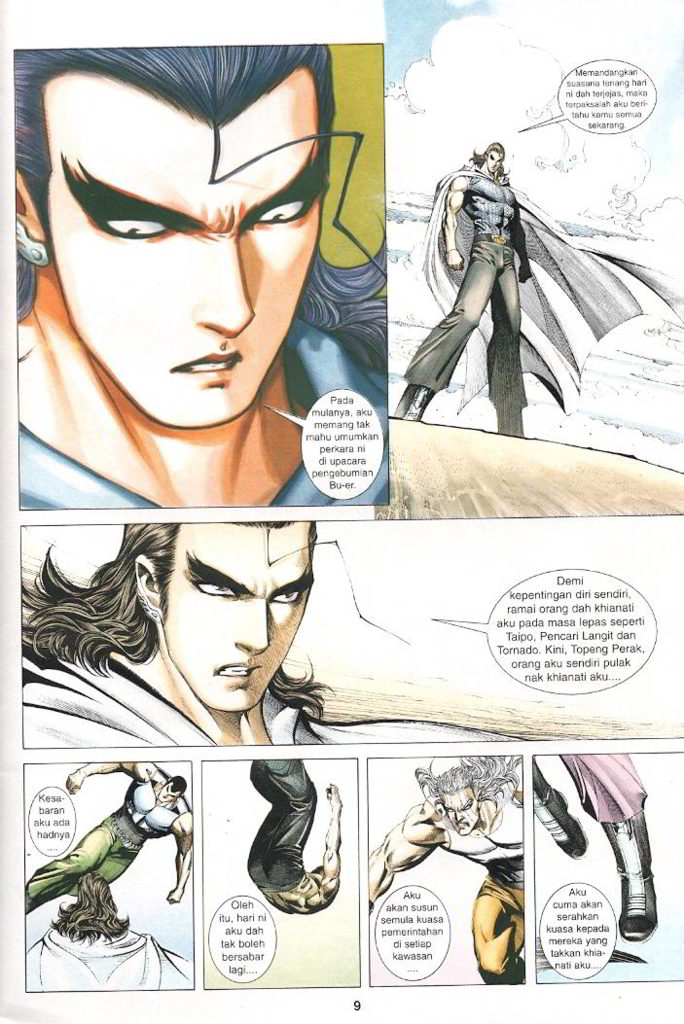 Memandangkan
suasana tenang hari
ni dah terjejas, maka
terpaksalah aku beri-
tahu kamu semua
sekarang.
Pada
mulanya, aku
memang tak
mahu umumkan
perkara ni
di upacara
pengebumian
Bu-er.
Demi
kepentingan diri sendiri,
ramai orang dah khianati
aku pada masa lepas seperti
Taipo, Pencari Langit dan
Tornado. Kini, Topeng Perak,
orang aku sendiri pulak
nak khianati aku....
Kesa-
baran
aku ada
hadnya
....
Oleh
itu, hari ni
aku dah
tak boleh
bersabar
lagi....
Aku
akan susun
semula kuasa
pemerintahan
di setiap
kawasan
....
Aku
cuma akan
serahkan
kuasa kepada
mereka yang
takkan khia-
nati aku....
9